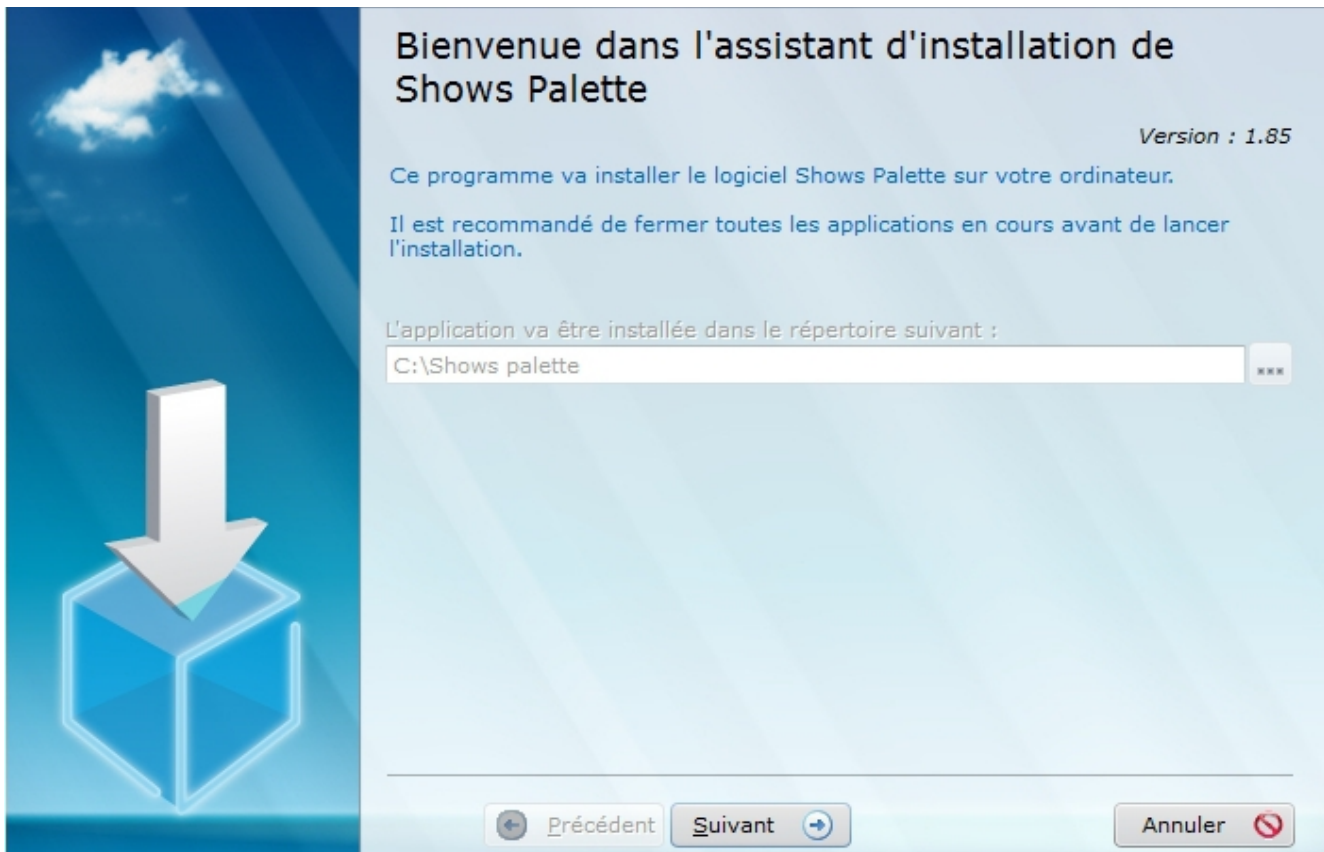 Bienvenue dans l'assistant d'installation de
Shows Palette
Version : 1.85
Ce programme va installer le logiciel Shows Palette sur votre ordinateur.
Il est recommandé de fermer toutes les applications en cours avant de lancer
l'installation.
L'application va être installée dans le répertoire suivant :
C:\Shows palette
...
Précédent
Suivant
Annuler